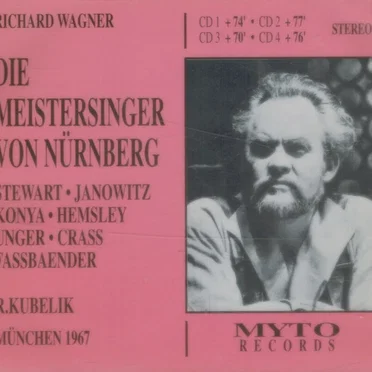 RICHARD WAGNER
CD 1 + 74' • CD 2 + 77'
CD 3 + 70' • CD 4 + 76'
STEREO
DIE
MEISTERSINGER
VON NÜRNBERG
STEWART • JANOWITZ
KONYA • HEMSLEY
UNGER • CRASS
FASSBAENDER
R.KUBELIK
MÜNCHEN 1967
MYTO
RECORDS